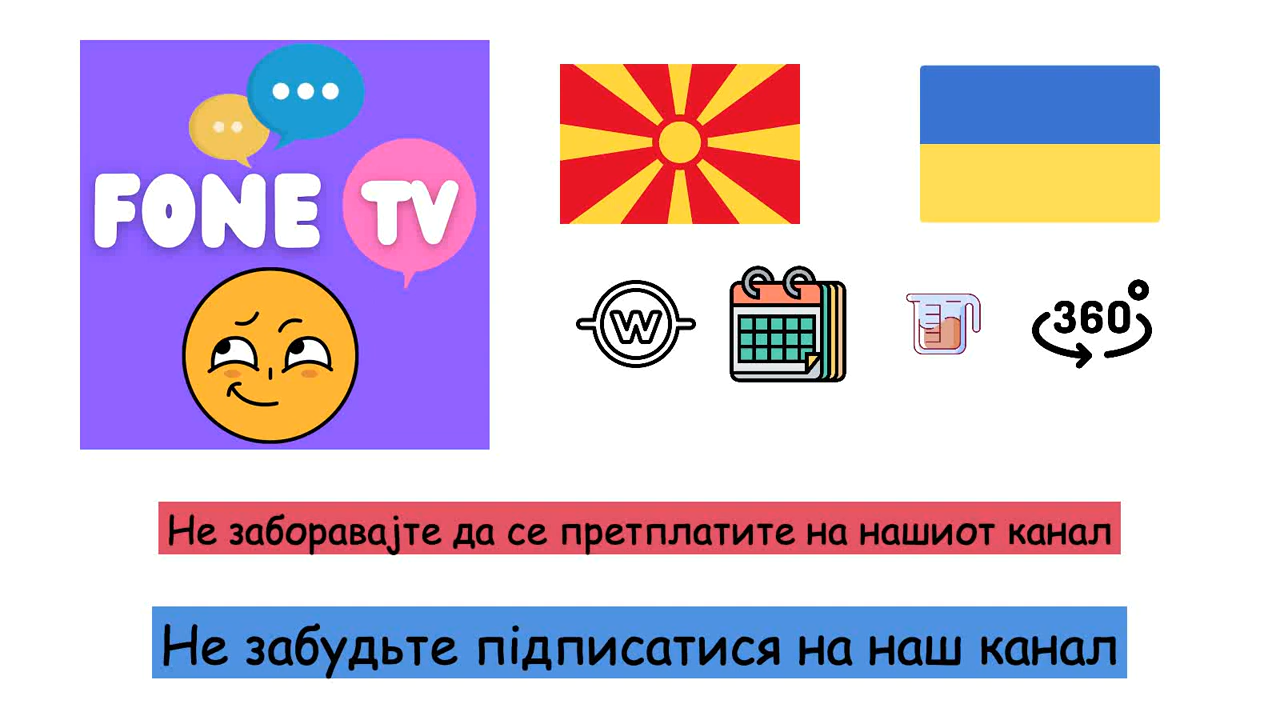 FONE TV
W
360°
Не заборавајте да се претплатите на нашиот канал
Не забудьте підписатися на наш канал